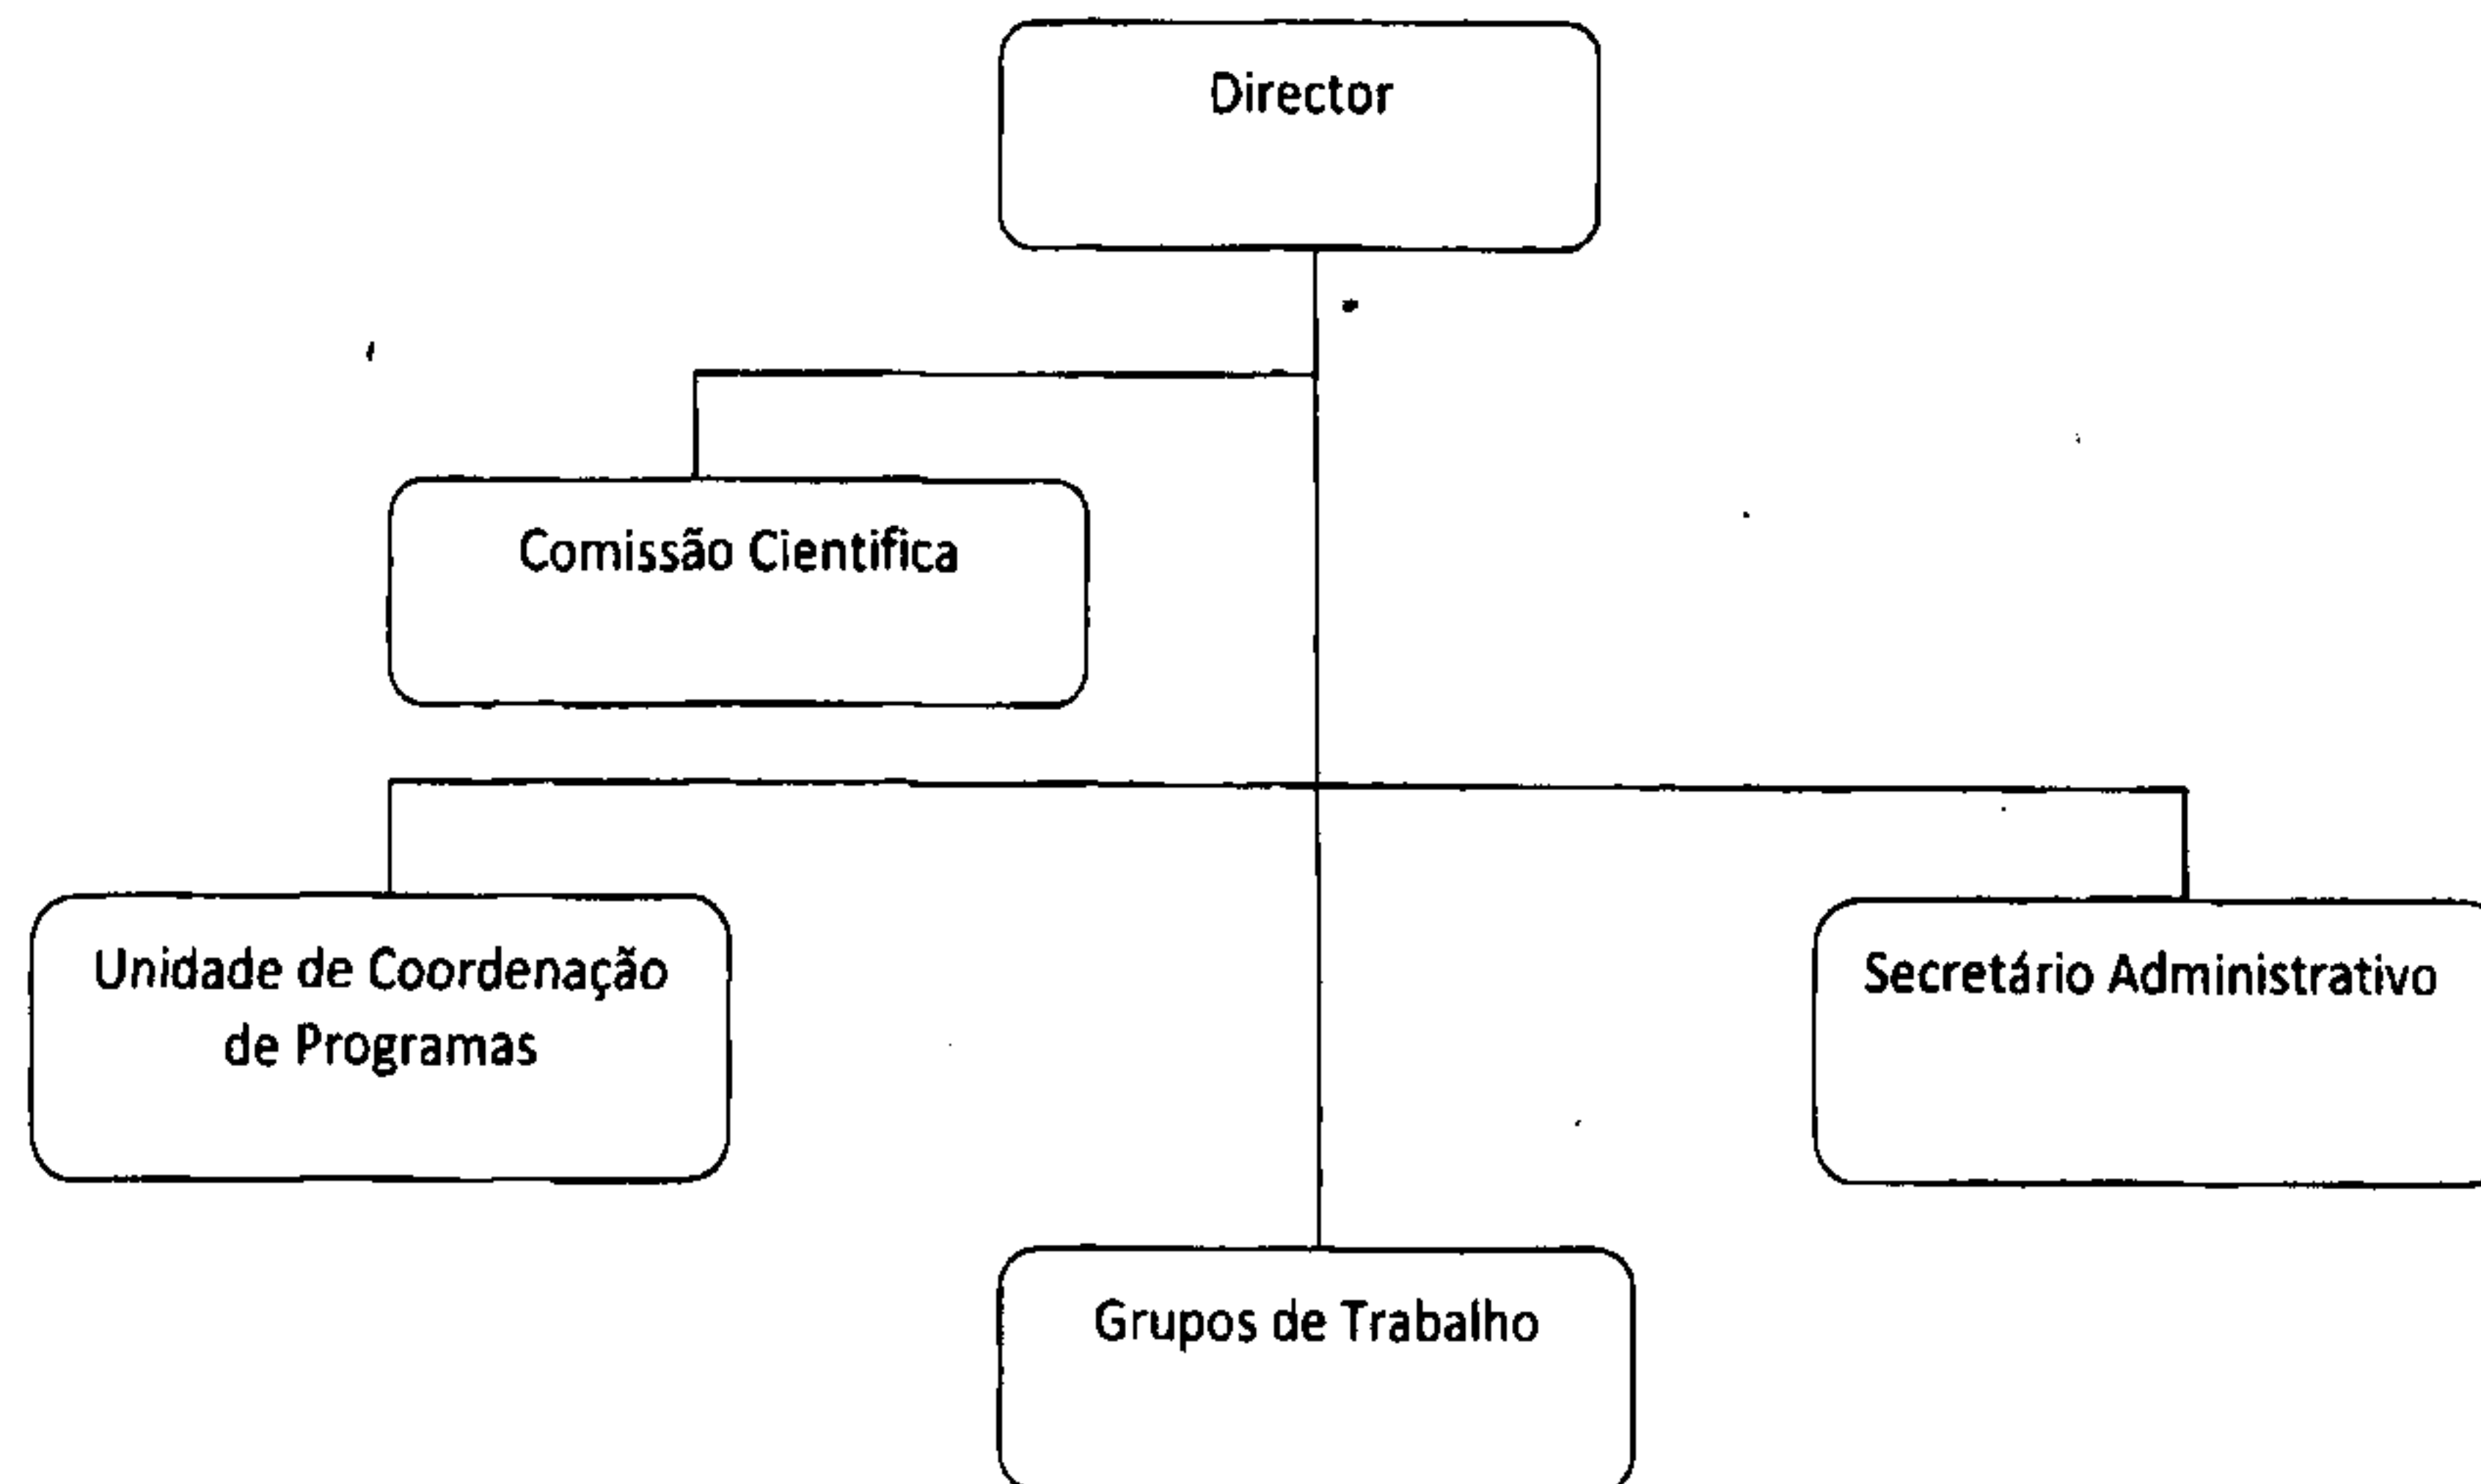 Director
Comissão Cientifica
Unidade de Coordenação
de Programas
Secretário Administrativo
Grupos de Trabalho